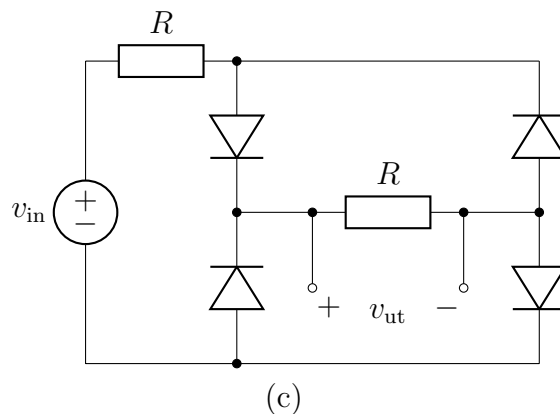 R
R
v_in + −
+ v_ut −
(c)